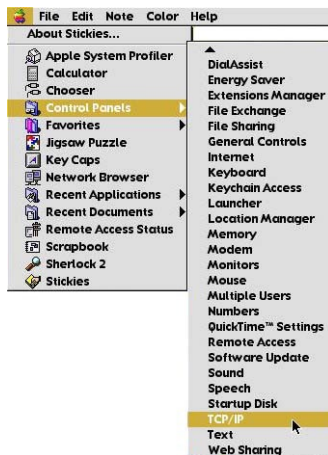 File Edit Note Color Help
About Stickies...
Apple System Profiler
Calculator
Chooser
Control Panels
Favorites
Jigsaw Puzzle
Key Caps
Network Browser
Recent Applications
Recent Documents
Remote Access Status
Scrapbook
Sherlock 2
Stickies
DialAssist
Energy Saver
Extensions Manager
File Exchange
File Sharing
General Controls
Internet
Keyboard
Keychain Access
Launcher
Location Manager
Memory
Modem
Monitors
Mouse
Multiple Users
Numbers
QuickTime™ Settings
Remote Access
Software Update
Sound
Speech
Startup Disk
TCP/IP
Text
Web Sharing